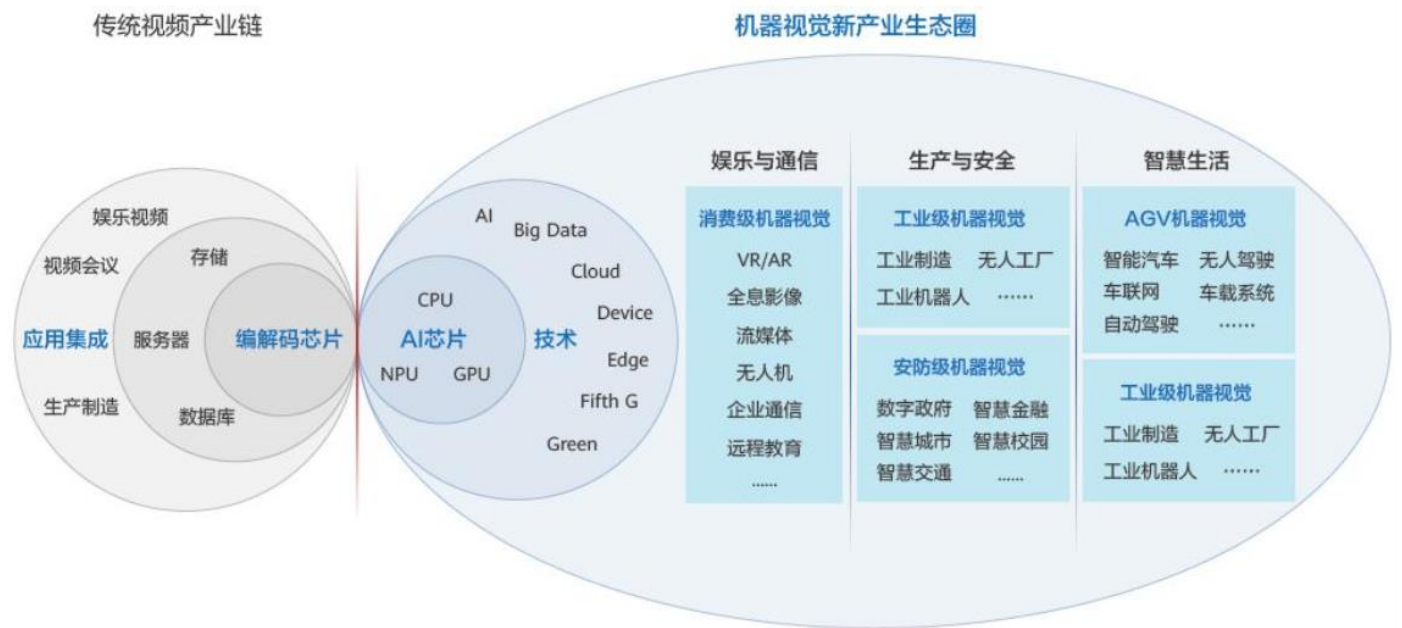 传统视频产业链
机器视觉新产业生态圈
娱乐视频
视频会议
应用集成
生产制造
存储
服务器
数据库
编解码芯片
CPU
AI芯片
NPU GPU
技术
AI
Big Data
Cloud
Device
Edge
Fifth G
Green
娱乐与通信
消费级机器视觉
VR/AR
全息影像
流媒体
无人机
企业通信
远程教育
......
生产与安全
工业级机器视觉
工业制造 无人工厂
工业机器人 ……
安防级机器视觉
数字政府 智慧金融
智慧城市 智慧校园
智慧交通 ......
智慧生活
AGV机器视觉
智能汽车 无人驾驶
车联网 车载系统
自动驾驶 ……
工业级机器视觉
工业制造 无人工厂
工业机器人 ……